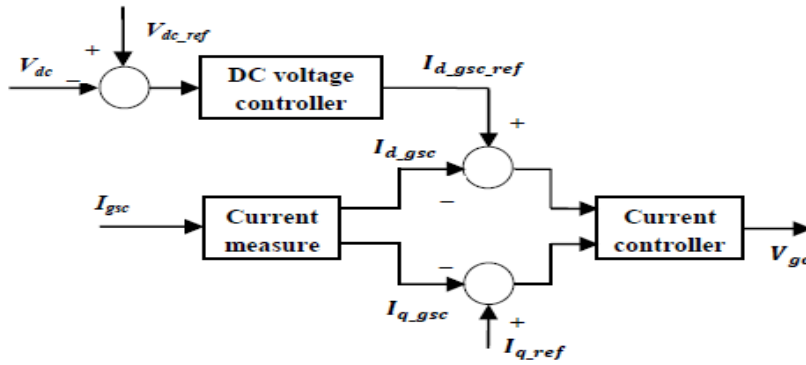 V_dc_ref
+
V_dc
−
DC voltage
controller
I_d_gsc_ref
+
I_d_gsc
−
I_gsc
Current
measure
Current
controller
−
I_q_gsc
+
I_q_ref